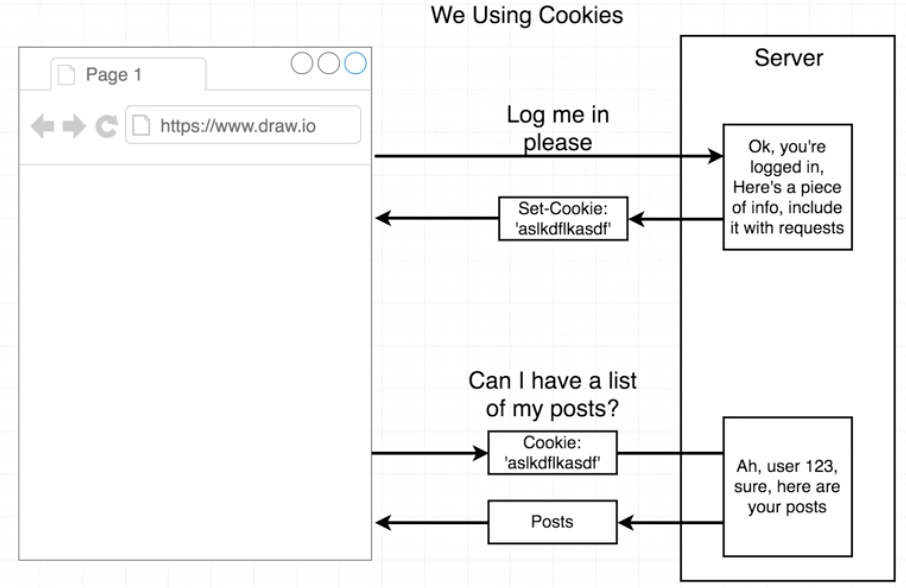 We Using Cookies
Page 1
https://www.draw.io
Server
Log me in
please
Ok, you're
logged in,
Here's a piece
of info, include
it with requests
Set-Cookie:
'aslkdflkasdf'
Can I have a list
of my posts?
Cookie:
'aslkdflkasdf'
Ah, user 123,
sure, here are
your posts
Posts